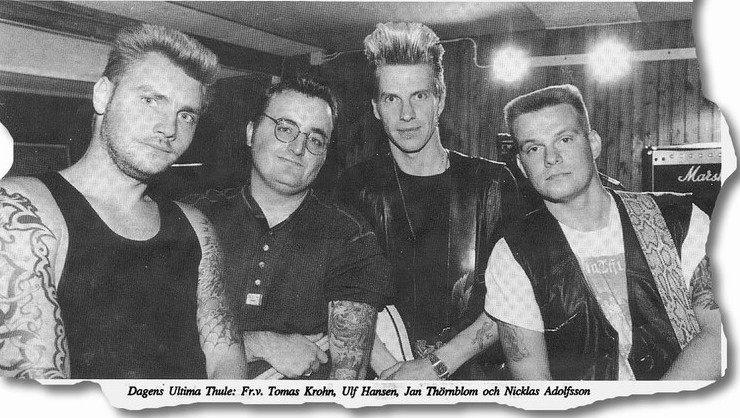 Marsh
Dagens Ultima Thule: Fr.v. Tomas Krohn, Ulf Hansen, Jan Thörnblom och Nicklas Adolfsson